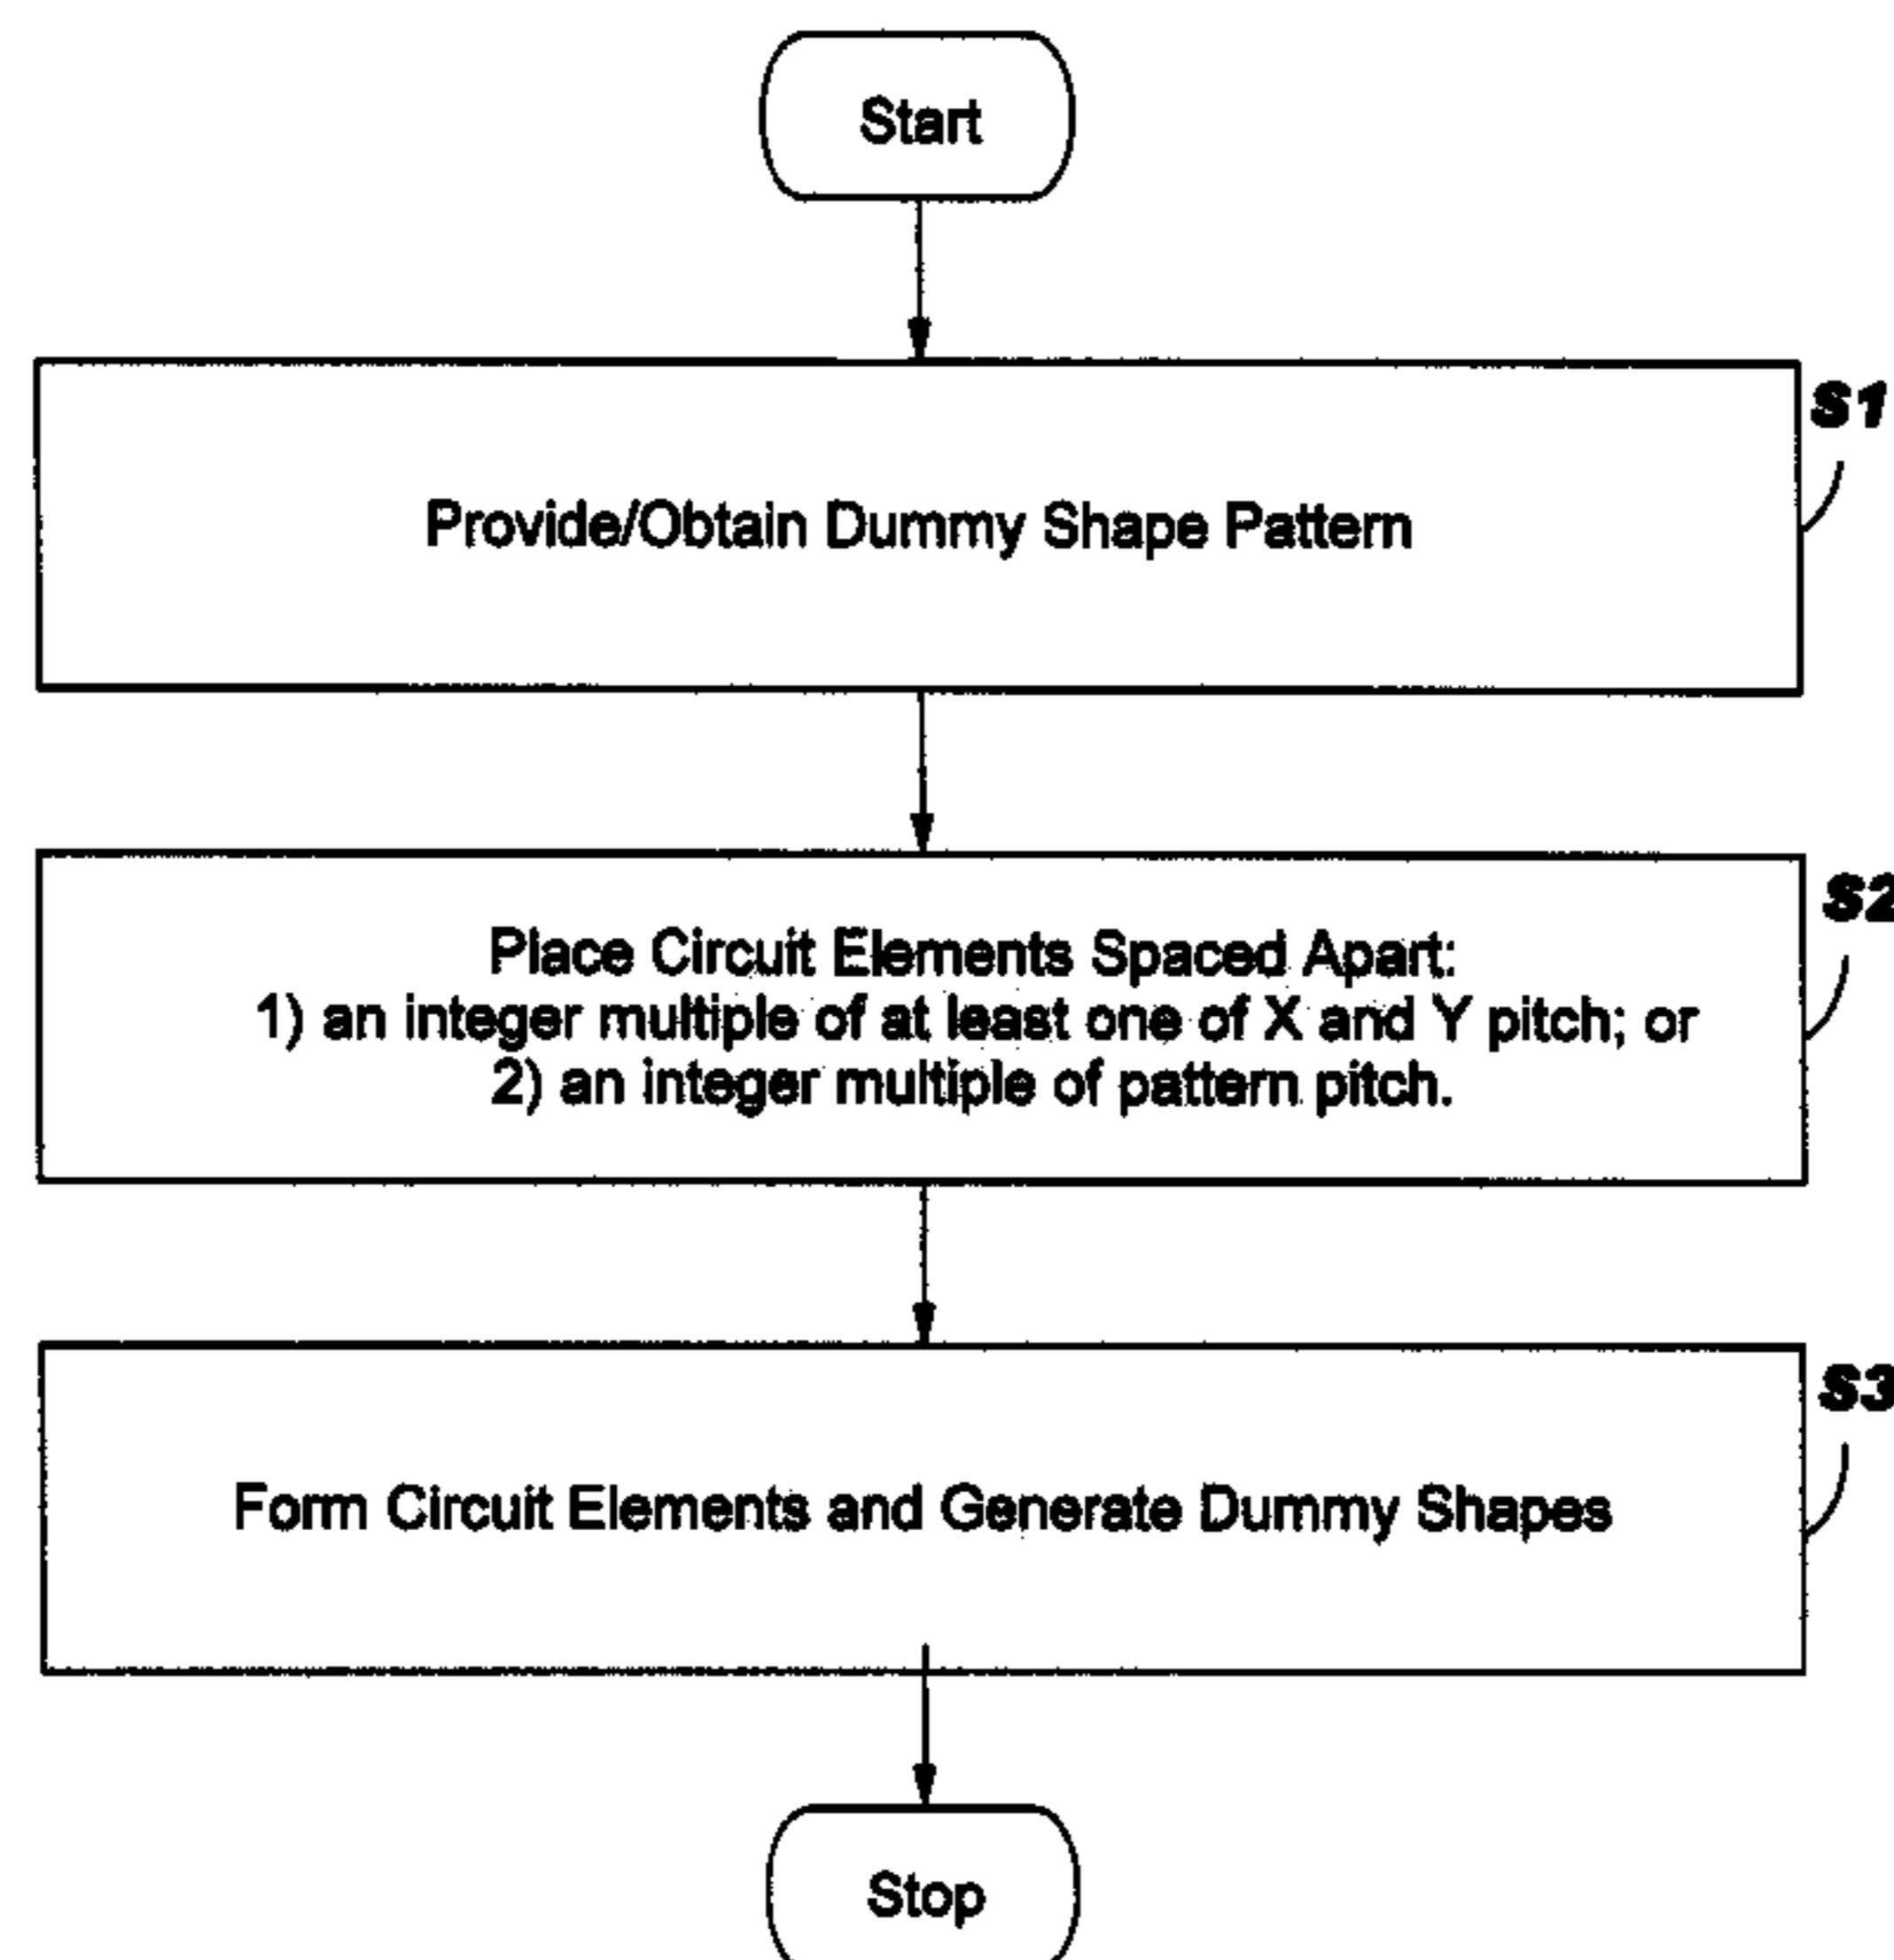 Start
S1
Provide/Obtain Dummy Shape Pattern
S2
Place Circuit Elements Spaced Apart:
1) an integer multiple of at least one of X and Y pitch; or
2) an integer multiple of pattern pitch.
S3
Form Circuit Elements and Generate Dummy Shapes
Stop